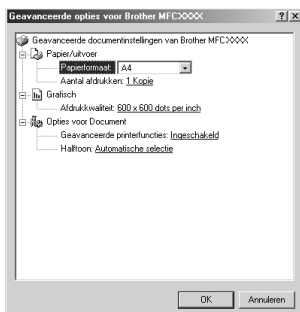 Geavanceerde opties voor Brother MFCXXXX
Geavanceerde documentinstellingen van Brother MFCXXXX
Papier/uitvoer
Papierformaat: A4
Aantal afdrukken: 1 Kopie
Grafisch
Afdrukkwaliteit: 600 x 600 dots per inch
Opties voor Document
Geavanceerde printerfuncties: Ingeschakeld
Halftoon: Automatische selectie
OK Annuleren